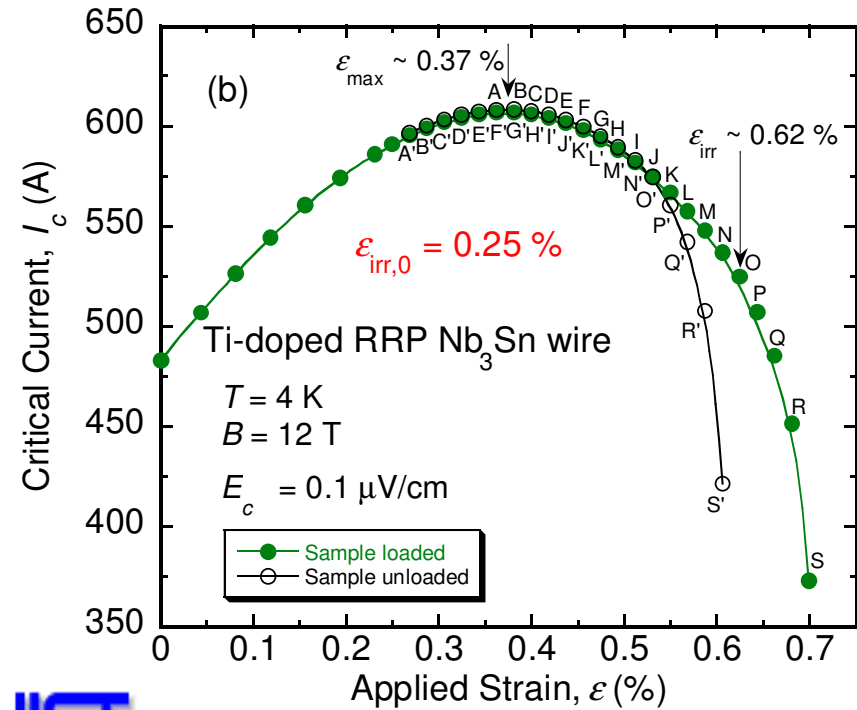 650
600
550
500
450
400
350
0
0.1
0.2
0.3
0.4
0.5
0.6
0.7
Critical Current, I_c (A)
Applied Strain, ε (%)
(b)
ε_max ~ 0.37 %
ε_irr ~ 0.62 %
A B C D E F G H I J K L M N O P Q R S
A' B' C' D' E' F' G' H' I' J' K' L' M' N' O' P' Q' R' S'
ε_irr,0 = 0.25 %
Ti-doped RRP Nb₃Sn wire
T = 4 K
B = 12 T
E_c = 0.1 μV/cm
Sample loaded
Sample unloaded